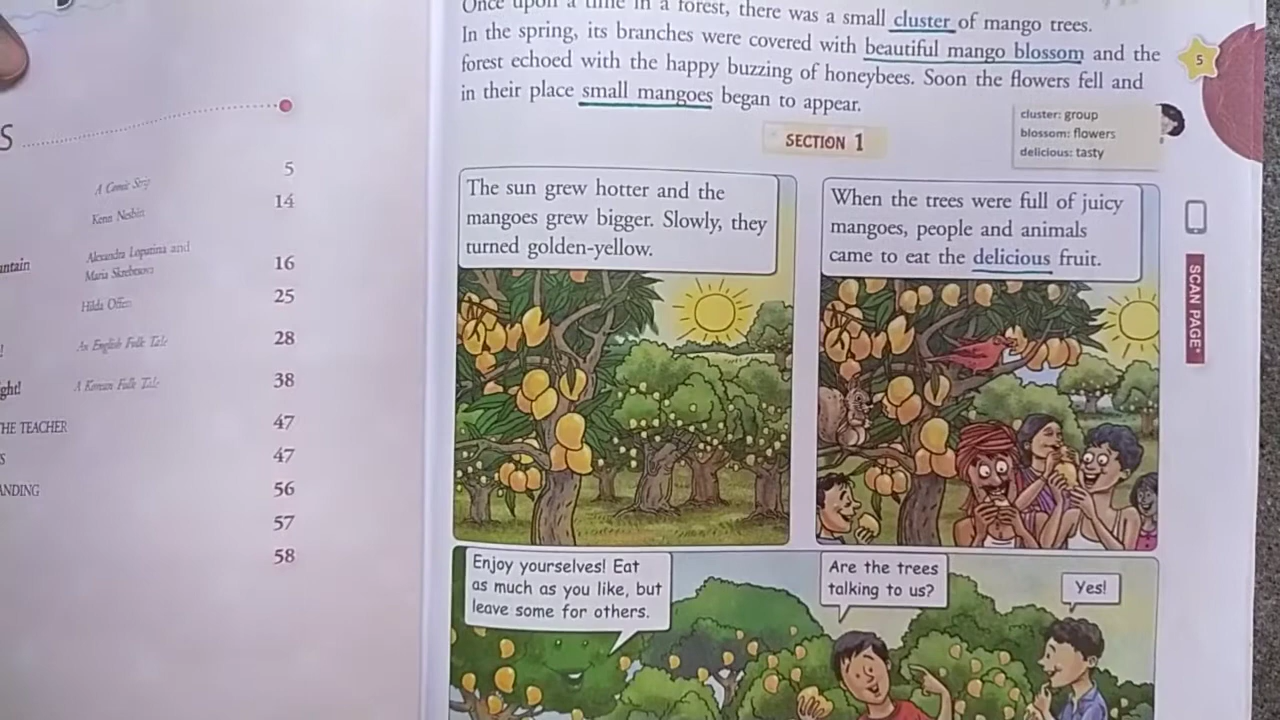 S
5
A Comic Strip
Kenn Nesbitt
14
untain
Alexandra Lopatina and
Maria Skrebtsova
16
Hilda Offen
25
!
An English Folk Tale
28
ght!
A Korean Folk Tale
38
HE TEACHER
47
S
47
ANDING
56
57
58
Once upon a time in a forest, there was a small cluster of mango trees.
In the spring, its branches were covered with beautiful mango blossom and the
forest echoed with the happy buzzing of honeybees. Soon the flowers fell and
in their place small mangoes began to appear.
5
cluster: group
blossom: flowers
delicious: tasty
SECTION 1
The sun grew hotter and the
mangoes grew bigger. Slowly, they
turned golden-yellow.
When the trees were full of juicy
mangoes, people and animals
came to eat the delicious fruit.
SCAN PAGE*
Enjoy yourselves! Eat
as much as you like, but
leave some for others.
Are the trees
talking to us?
Yes!